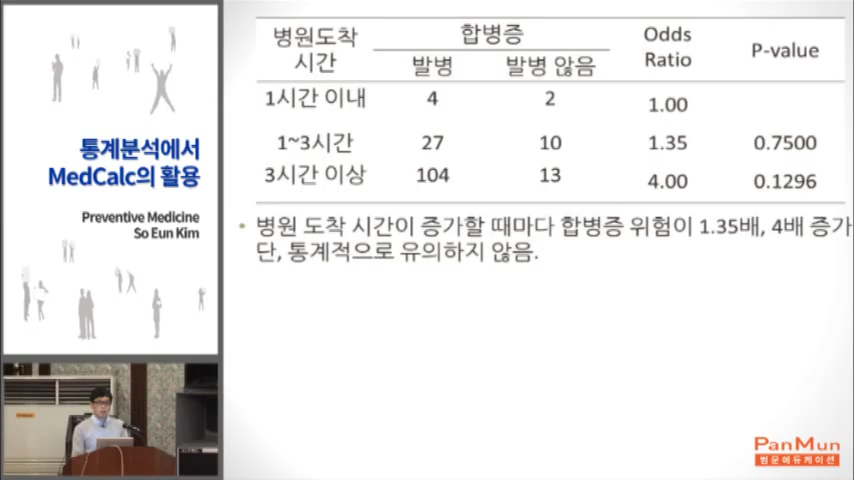 통계분석에서
MedCalc의 활용
Preventive Medicine
So Eun Kim
병원도착 시간 합병증 Odds Ratio P-value
발병 발병 않음
1시간 이내 4 2 1.00
1~3시간 27 10 1.35 0.7500
3시간 이상 104 13 4.00 0.1296
• 병원 도착 시간이 증가할 때마다 합병증 위험이 1.35배, 4배 증가
단, 통계적으로 유의하지 않음.
PanMun
범문에듀케이션